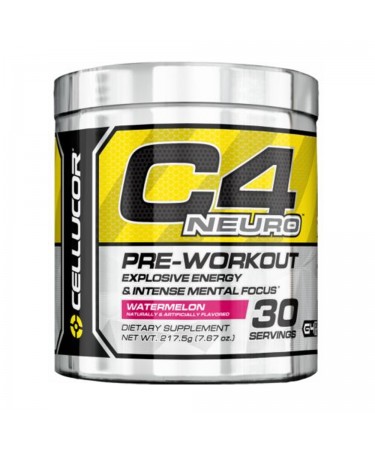 CELLUCOR®
C4
NEURO™
PRE-WORKOUT
EXPLOSIVE ENERGY
& INTENSE MENTAL FOCUS*
WATERMELON
NATURALLY & ARTIFICIALLY FLAVORED
DIETARY SUPPLEMENT
NET WT. 217.5g (7.67 oz.)
30
SERVINGS